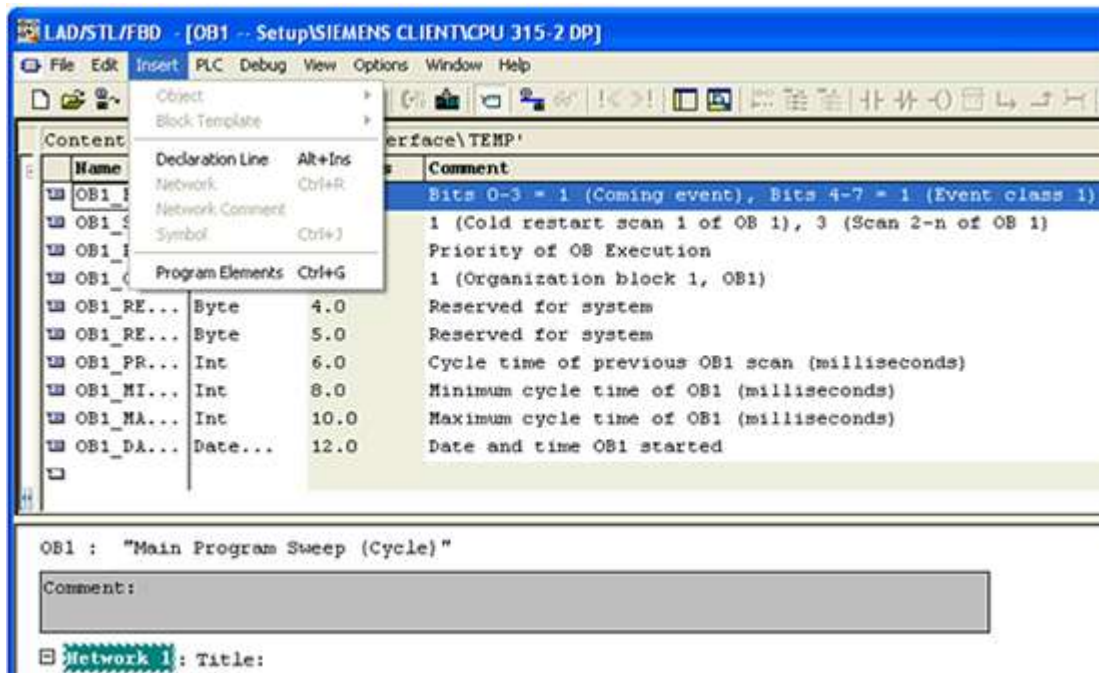 LAD/STL/FBD - [OB1 -- Setup\SIEMENS CLIENT\CPU 315-2 DP]
File Edit Insert PLC Debug View Options Window Help
Object
Block Template
Declaration Line Alt+Ins
Network Ctrl+R
Network Comment
Symbol Ctrl+J
Program Elements Ctrl+G
Content erface\TEMP'
Name Comment
Bits 0-3 = 1 (Coming event), Bits 4-7 = 1 (Event class 1)
1 (Cold restart scan 1 of OB 1), 3 (Scan 2-n of OB 1)
Priority of OB Execution
1 (Organization block 1, OB1)
OB1_RE... Byte 4.0 Reserved for system
OB1_RE... Byte 5.0 Reserved for system
OB1_PR... Int 6.0 Cycle time of previous OB1 scan (milliseconds)
OB1_MI... Int 8.0 Minimum cycle time of OB1 (milliseconds)
OB1_MA... Int 10.0 Maximum cycle time of OB1 (milliseconds)
OB1_DA... Date... 12.0 Date and time OB1 started
OB1 : "Main Program Sweep (Cycle)"
Comment:
Network 1 : Title: